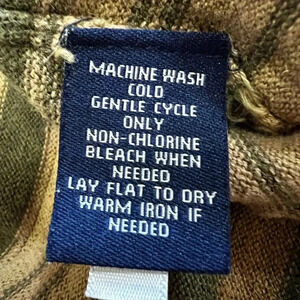 MACHINE WASH
COLD
GENTLE CYCLE
ONLY
NON-CHLORINE
BLEACH WHEN
NEEDED
LAY FLAT TO DRY
WARM IRON IF
NEEDED